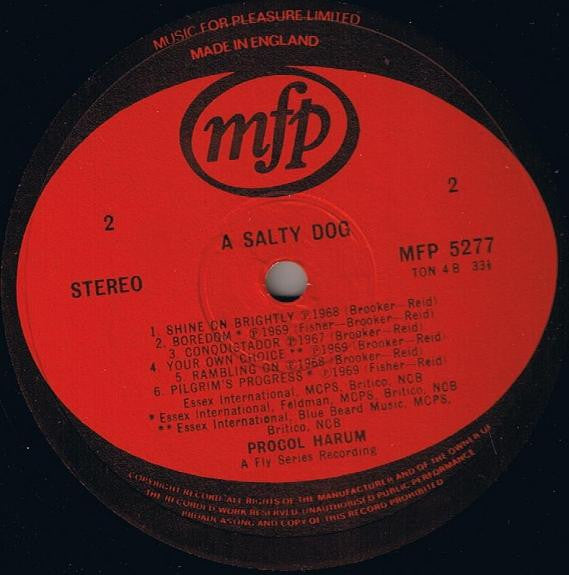 MUSIC FOR PLEASURE LIMITED
MADE IN ENGLAND
mfp
2
2
A SALTY DOG
STEREO
MFP 5277
TON 4 B 33⅓
1. SHINE ON BRIGHTLY ℗1968 (Brooker—Reid)
2. BOREDOM * ℗1969 (Fisher—Brooker—Reid)
3. CONQUISTADOR ℗1967 (Brooker—Reid)
4. YOUR OWN CHOICE ** ℗1969 (Brooker—Reid)
5. RAMBLING ON ℗1968 (Brooker—Reid)
6. PILGRIM'S PROGRESS * ℗1969 (Fisher—Reid)
Essex International, MCPS, Britico, NCB
* Essex International, Feldman, MCPS, Britico, NCB
** Essex International, Blue Beard Music, MCPS,
Britico, NCB
PROCOL HARUM
A Fly Series Recording
COPYRIGHT RECORD ALL RIGHTS OF THE MANUFACTURER AND OF THE OWNER OF
THE RECORDED WORK RESERVED. UNAUTHORISED PUBLIC PERFORMANCE
AND COPY OF THIS RECORD PROHIBITED